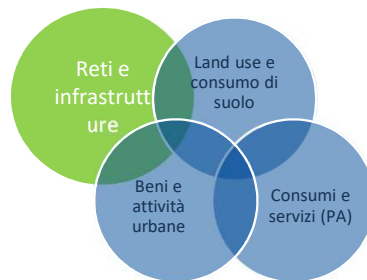 Reti e
infrastrutt
ure
Land use e
consumo di
suolo
Beni e
attività
urbane
Consumi e
servizi (PA)